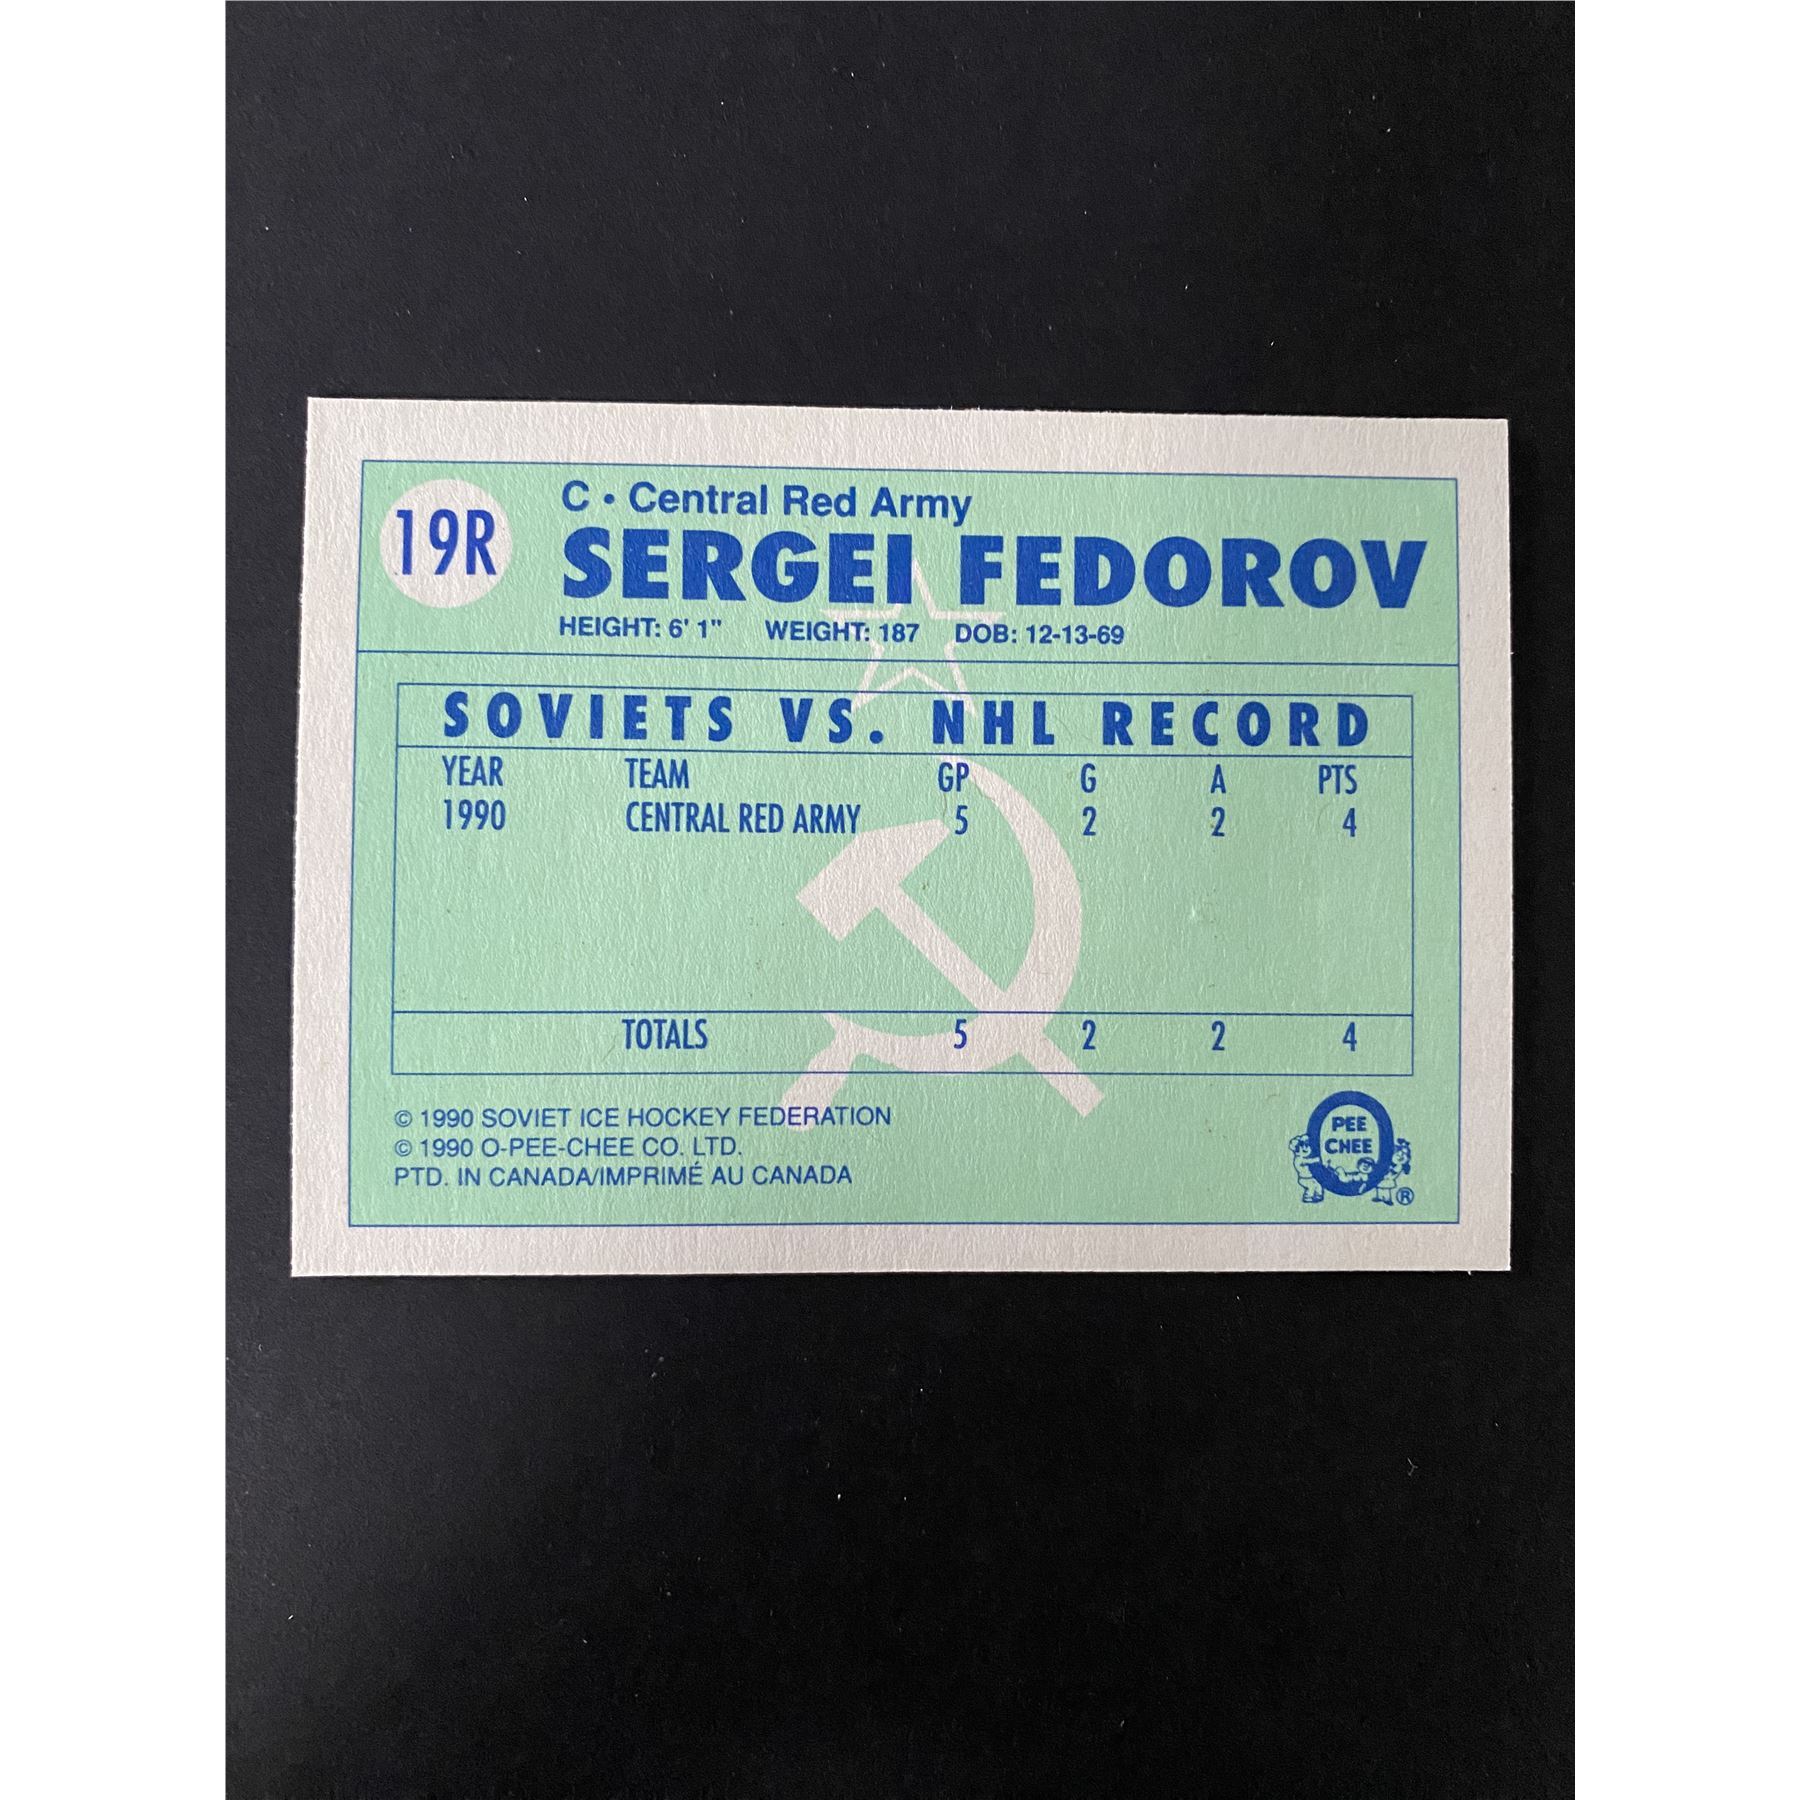 19R
C • Central Red Army
SERGEI FEDOROV
HEIGHT: 6' 1" WEIGHT: 187 DOB: 12-13-69
SOVIETS VS. NHL RECORD
YEAR TEAM GP G A PTS
1990 CENTRAL RED ARMY 5 2 2 4
TOTALS 5 2 2 4
© 1990 SOVIET ICE HOCKEY FEDERATION
© 1990 O-PEE-CHEE CO. LTD.
PTD. IN CANADA/IMPRIMÉ AU CANADA
O
PEE
CHEE
®